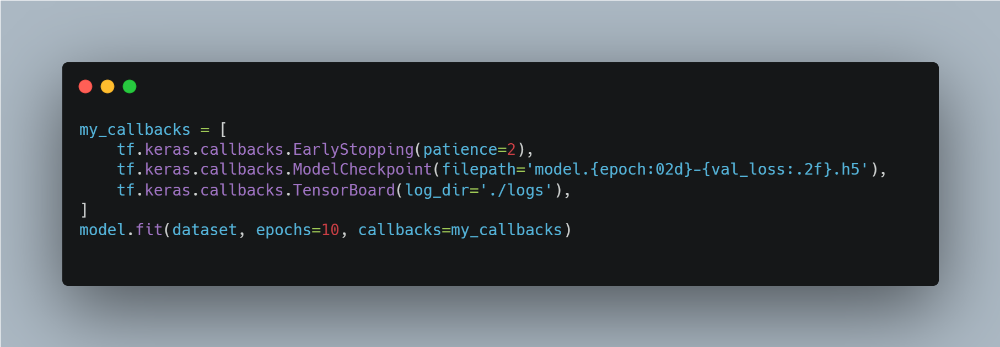 my_callbacks = [
    tf.keras.callbacks.EarlyStopping(patience=2),
    tf.keras.callbacks.ModelCheckpoint(filepath='model.{epoch:02d}-{val_loss:.2f}.h5'),
    tf.keras.callbacks.TensorBoard(log_dir='./logs'),
]
model.fit(dataset, epochs=10, callbacks=my_callbacks)